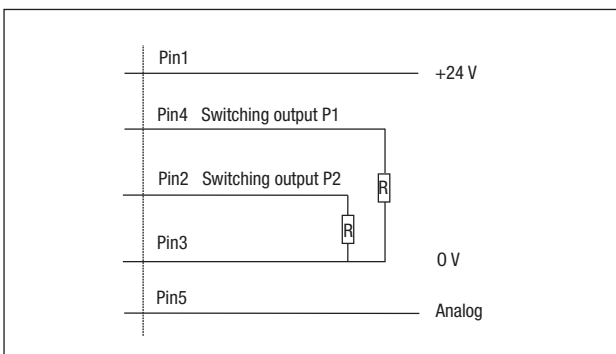 Pin1
+24 V
Pin4 Switching output P1
R
Pin2 Switching output P2
R
Pin3
0 V
Pin5
Analog